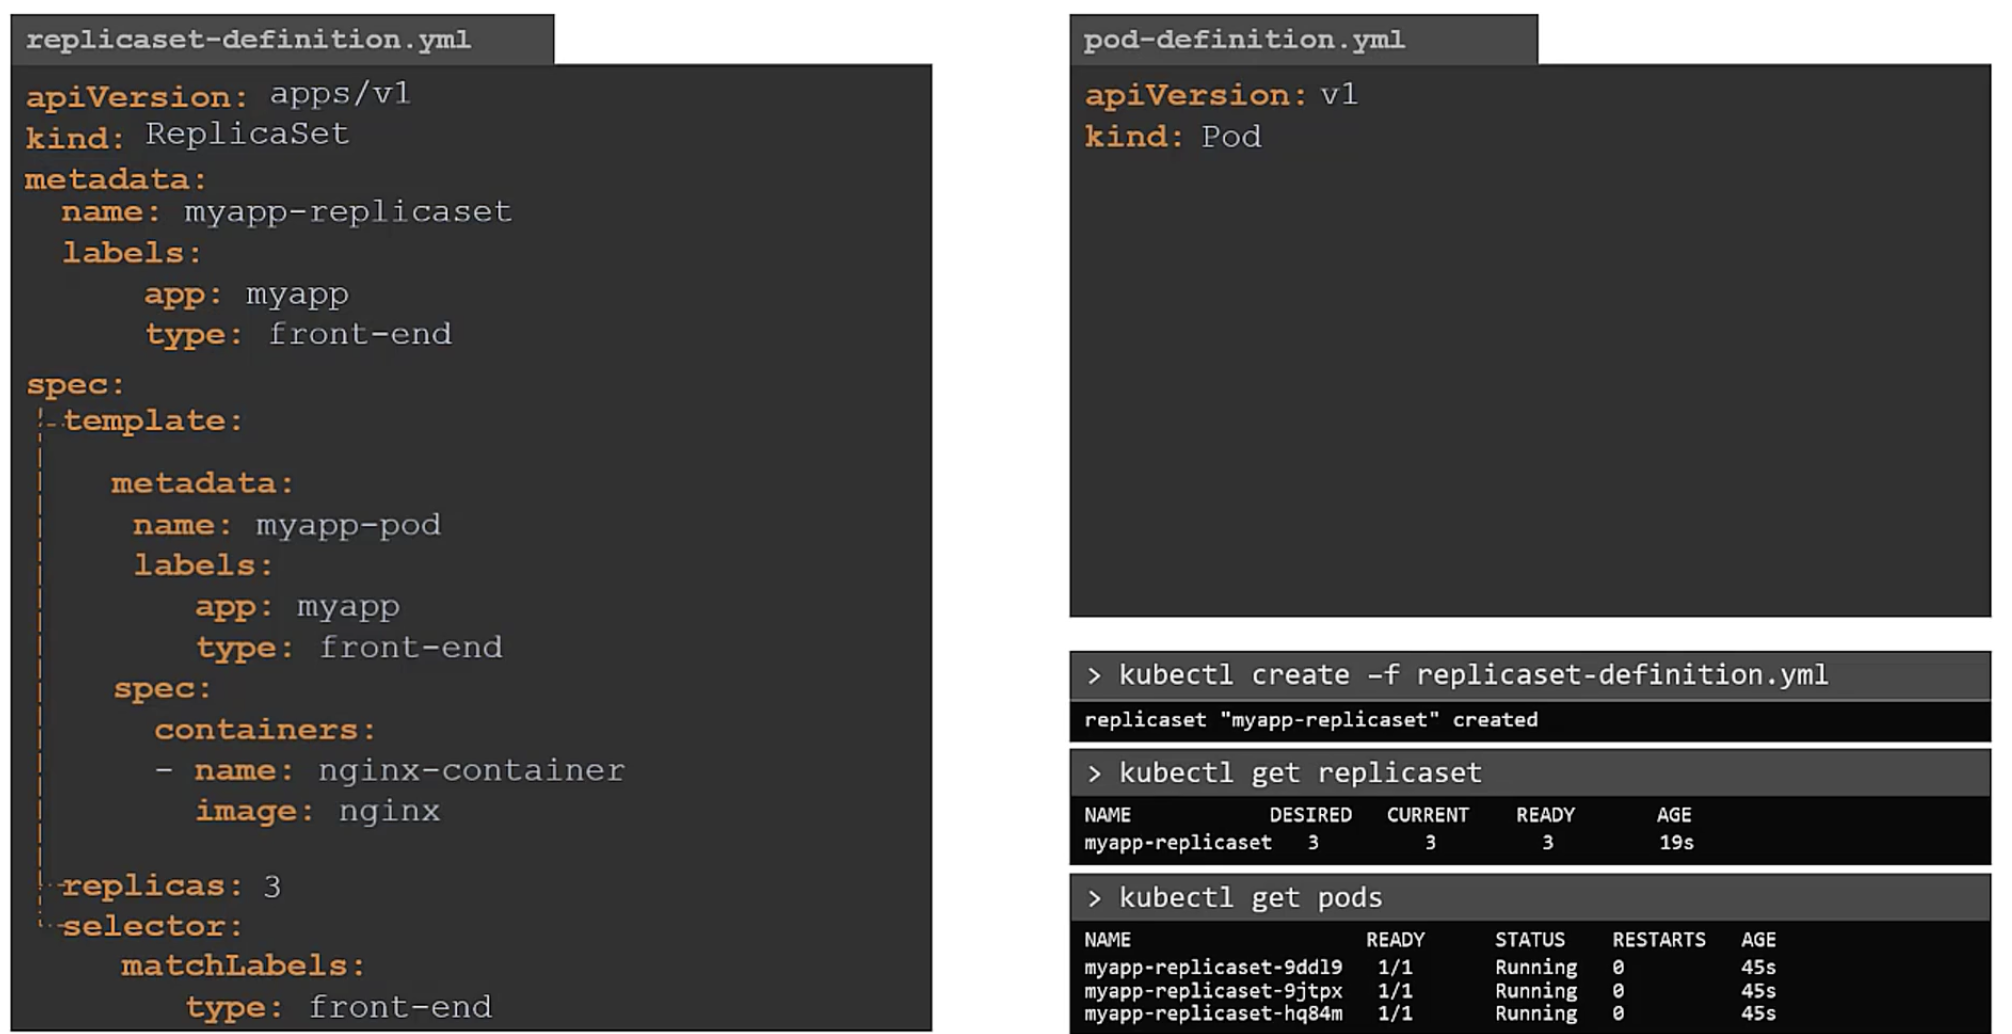 replicaset-definition.yml
apiVersion: apps/v1
kind: ReplicaSet
metadata:
name: myapp-replicaset
labels:
app: myapp
type: front-end
spec:
template:
metadata:
name: myapp-pod
labels:
app: myapp
type: front-end
spec:
containers:
- name: nginx-container
image: nginx
replicas: 3
selector:
matchLabels:
type: front-end
pod-definition.yml
apiVersion: v1
kind: Pod
> kubectl create –f replicaset-definition.yml
replicaset "myapp-replicaset" created
> kubectl get replicaset
NAME DESIRED CURRENT READY AGE
myapp-replicaset 3 3 3 19s
> kubectl get pods
NAME READY STATUS RESTARTS AGE
myapp-replicaset-9ddl9 1/1 Running 0 45s
myapp-replicaset-9jtpx 1/1 Running 0 45s
myapp-replicaset-hq84m 1/1 Running 0 45s